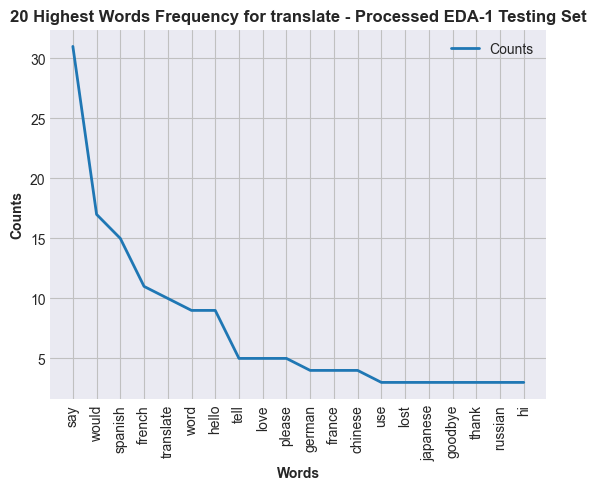 20 Highest Words Frequency for translate - Processed EDA-1 Testing Set
Counts
30
25
20
15
10
5
Counts
say
would
spanish
french
translate
word
hello
tell
love
please
german
france
chinese
use
lost
japanese
goodbye
thank
russian
hi
Words